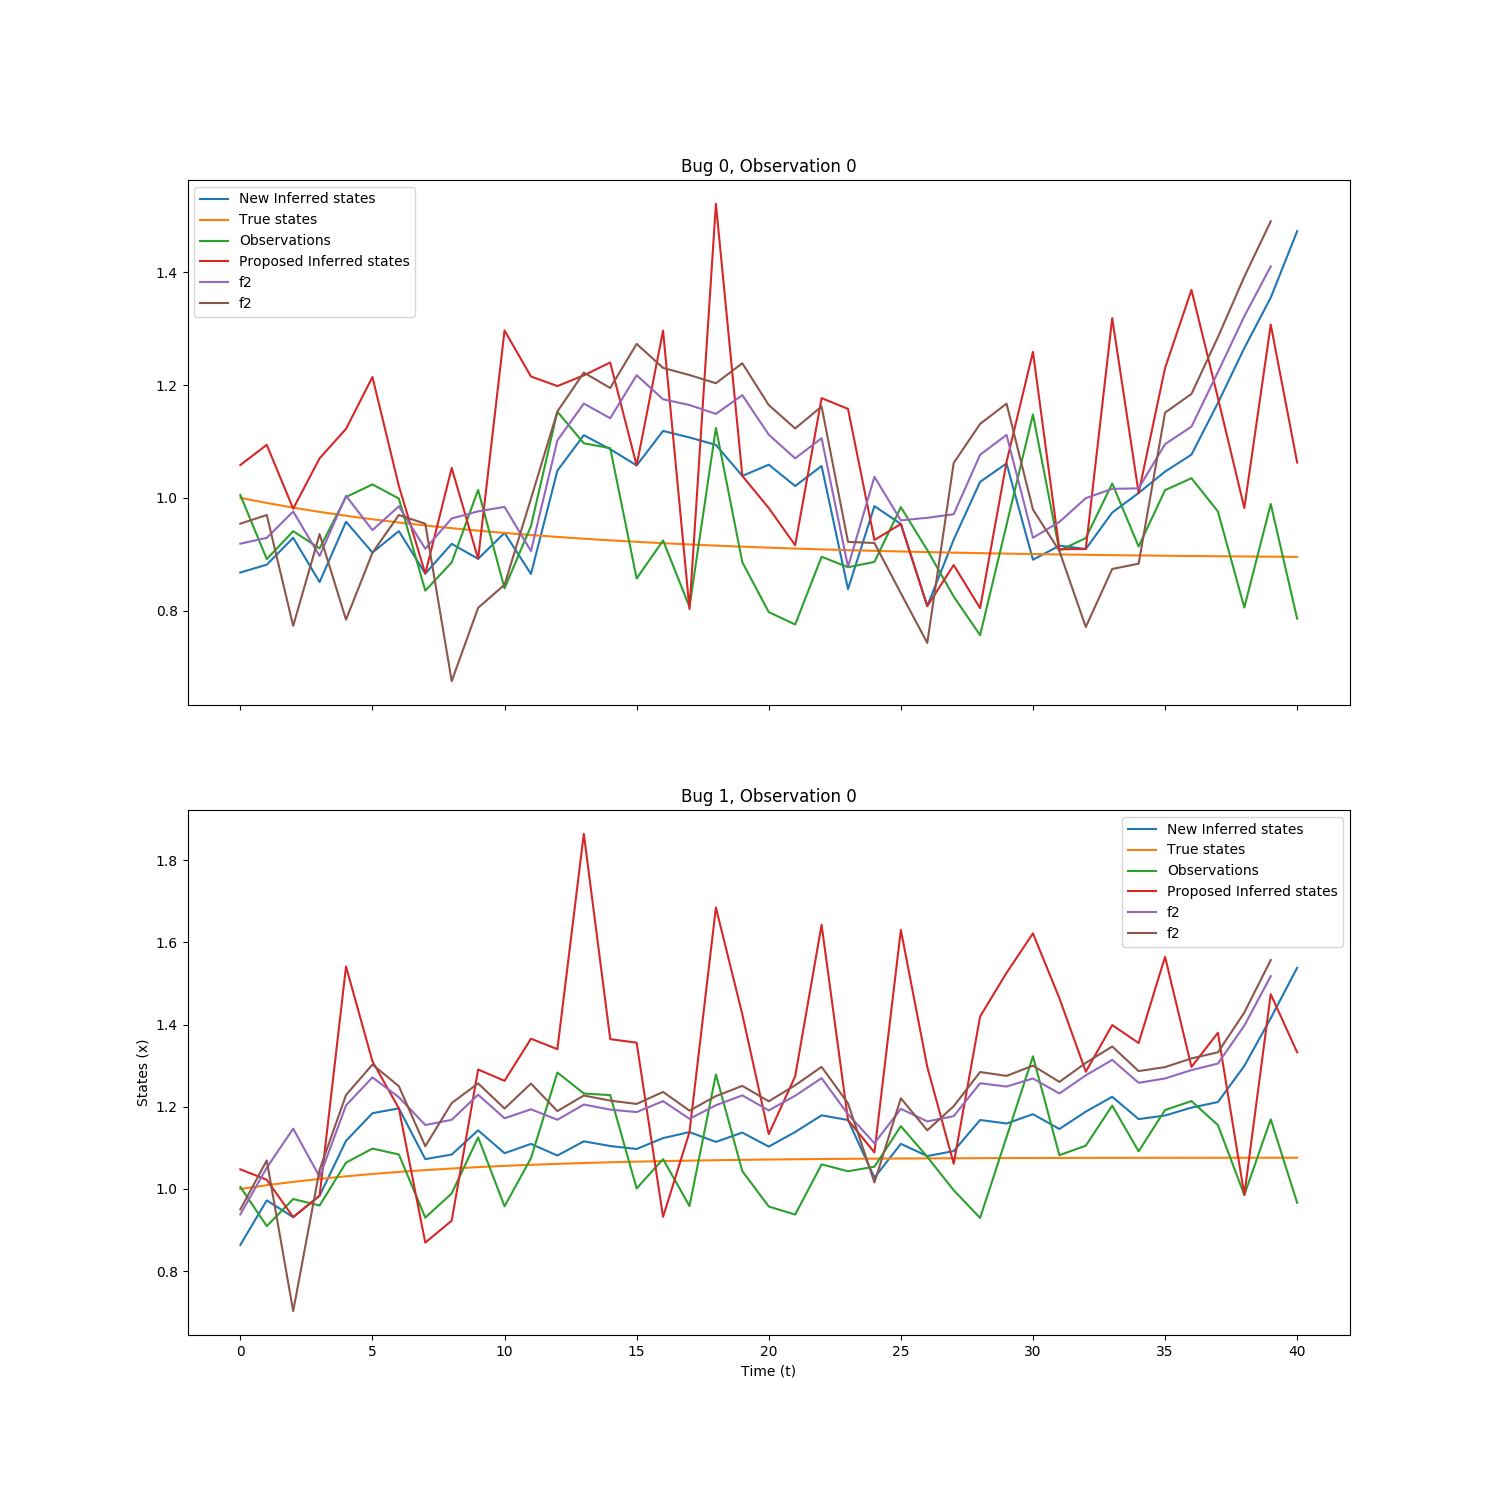 Bug 0, Observation 0
New Inferred states
True states
Observations
Proposed Inferred states
f2
f2
1.4
1.2
1.0
0.8
Bug 1, Observation 0
New Inferred states
True states
Observations
Proposed Inferred states
f2
f2
1.8
1.6
1.4
1.2
1.0
0.8
States (x)
0 5 10 15 20 25 30 35 40
Time (t)